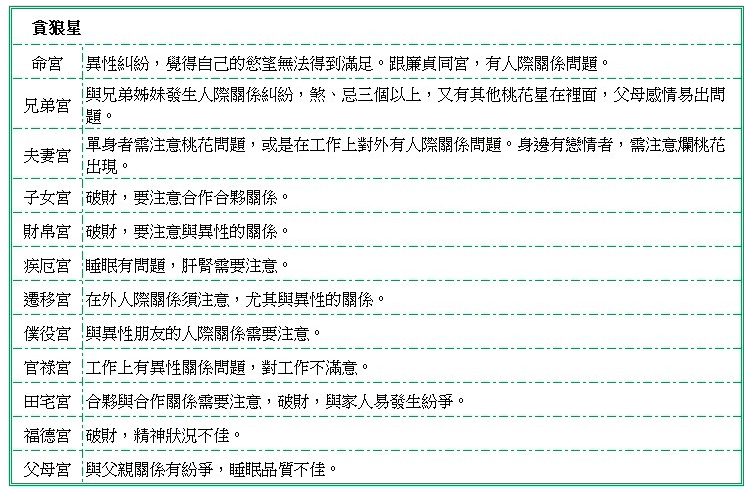 貪狼星
命宮 異性糾紛，覺得自己的慾望無法得到滿足。跟廉貞同宮，有人際關係問題。
兄弟宮 與兄弟姊妹發生人際關係糾紛，煞、忌三個以上，又有其他桃花星在裡面，父母感情易出問
題。
夫妻宮 單身者需注意桃花問題，或是在工作上對外有人際關係問題。身邊有戀情者，需注意爛桃花
出現。
子女宮 破財，要注意合作合夥關係。
財帛宮 破財，要注意與異性的關係。
疾厄宮 睡眠有問題，肝腎需要注意。
遷移宮 在外人際關係須注意，尤其與異性的關係。
僕役宮 與異性朋友的人際關係需要注意。
官祿宮 工作上有異性關係問題，對工作不滿意。
田宅宮 合夥與合作關係需要注意，破財，與家人易發生紛爭。
福德宮 破財，精神狀況不佳。
父母宮 與父親關係有紛爭，睡眠品質不佳。